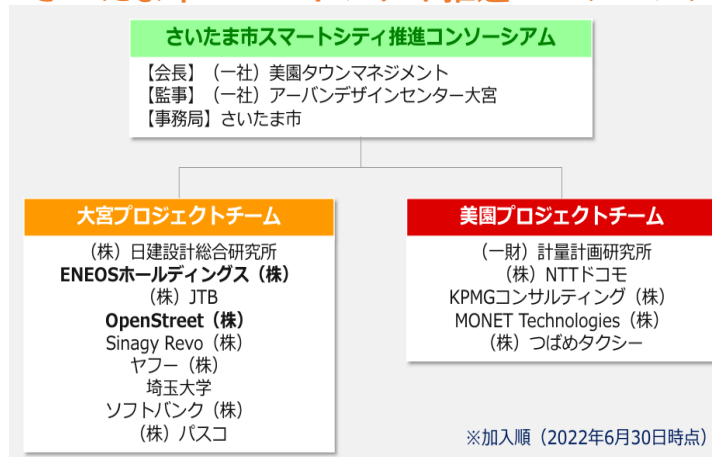 さいたま市スマートシティ推進コンソーシアム
【会長】（一社）美園タウンマネジメント
【監事】（一社）アーバンデザインセンター大宮
【事務局】さいたま市
大宮プロジェクトチーム
（株）日建設計総合研究所
ENEOSホールディングス（株）
（株）JTB
OpenStreet（株）
Sinagy Revo（株）
ヤフー（株）
埼玉大学
ソフトバンク（株）
（株）パスコ
美園プロジェクトチーム
（一財）計量計画研究所
（株）NTTドコモ
KPMGコンサルティング（株）
MONET Technologies（株）
（株）つばめタクシー
※加入順（2022年6月30日時点）